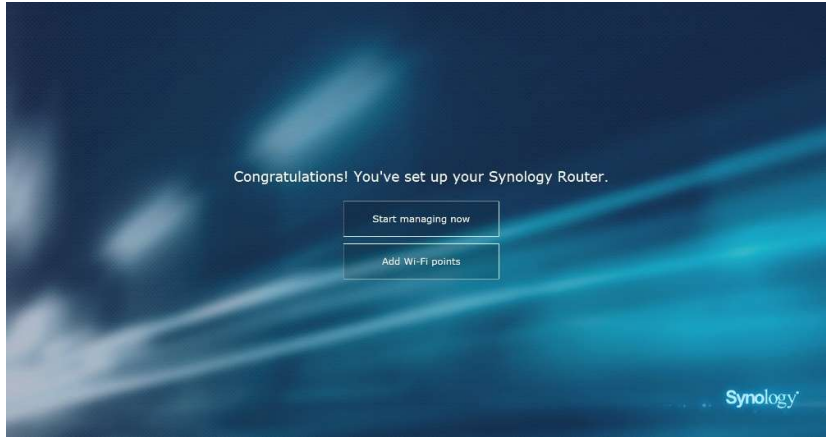 Congratulations! You've set up your Synology Router.
Start managing now
Add Wi-Fi points
Synology